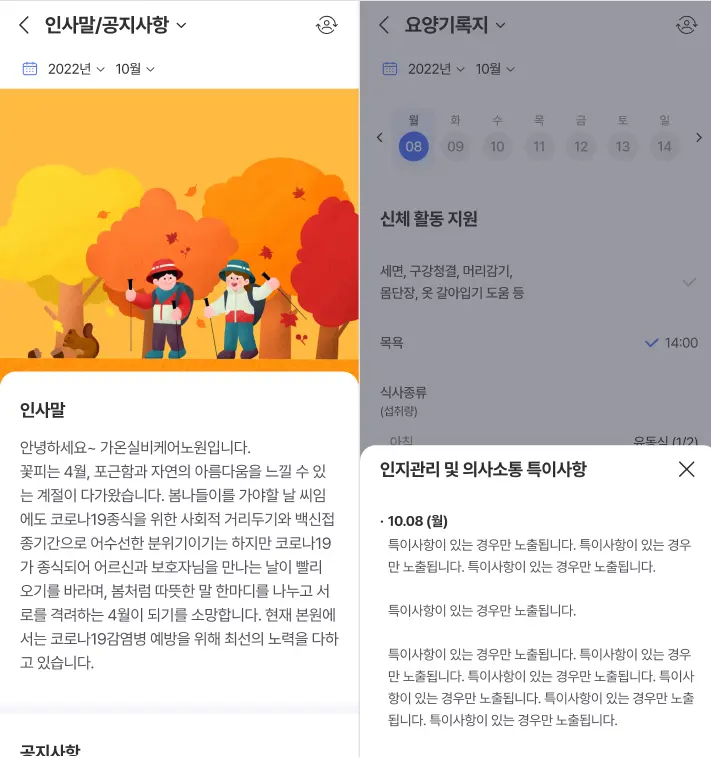 인사말/공지사항
2022년 10월
인사말
안녕하세요~ 가온실비케어노원입니다.
꽃피는 4월, 포근함과 자연의 아름다움을 느낄 수 있
는 계절이 다가왔습니다. 봄나들이를 가야할 날 씨임
에도 코로나19종식을 위한 사회적 거리두기와 백신접
종기간으로 어수선한 분위기이기는 하지만 코로나19
가 종식되어 어르신과 보호자님을 만나는 날이 빨리
오기를 바라며, 봄처럼 따뜻한 말 한마디를 나누고 서
로를 격려하는 4월이 되기를 소망합니다. 현재 본원에
서는 코로나19감염병 예방을 위해 최선의 노력을 다하
고 있습니다.
공지사항
요양기록지
2022년 10월
월 화 수 목 금 토 일
08 09 10 11 12 13 14
신체 활동 지원
세면, 구강청결, 머리감기,
몸단장, 옷 갈아입기 도움 등
목욕 14:00
식사종류
(섭취량)
아침 유동식 (1/2)
인지관리 및 의사소통 특이사항
· 10.08 (월)
특이사항이 있는 경우만 노출됩니다. 특이사항이 있는 경우
만 노출됩니다. 특이사항이 있는 경우만 노출됩니다.
특이사항이 있는 경우만 노출됩니다.
특이사항이 있는 경우만 노출됩니다. 특이사항이 있는 경우
만 노출됩니다. 특이사항이 있는 경우만 노출됩니다. 특이사
항이 있는 경우만 노출됩니다. 특이사항이 있는 경우만 노출
됩니다. 특이사항이 있는 경우만 노출됩니다.